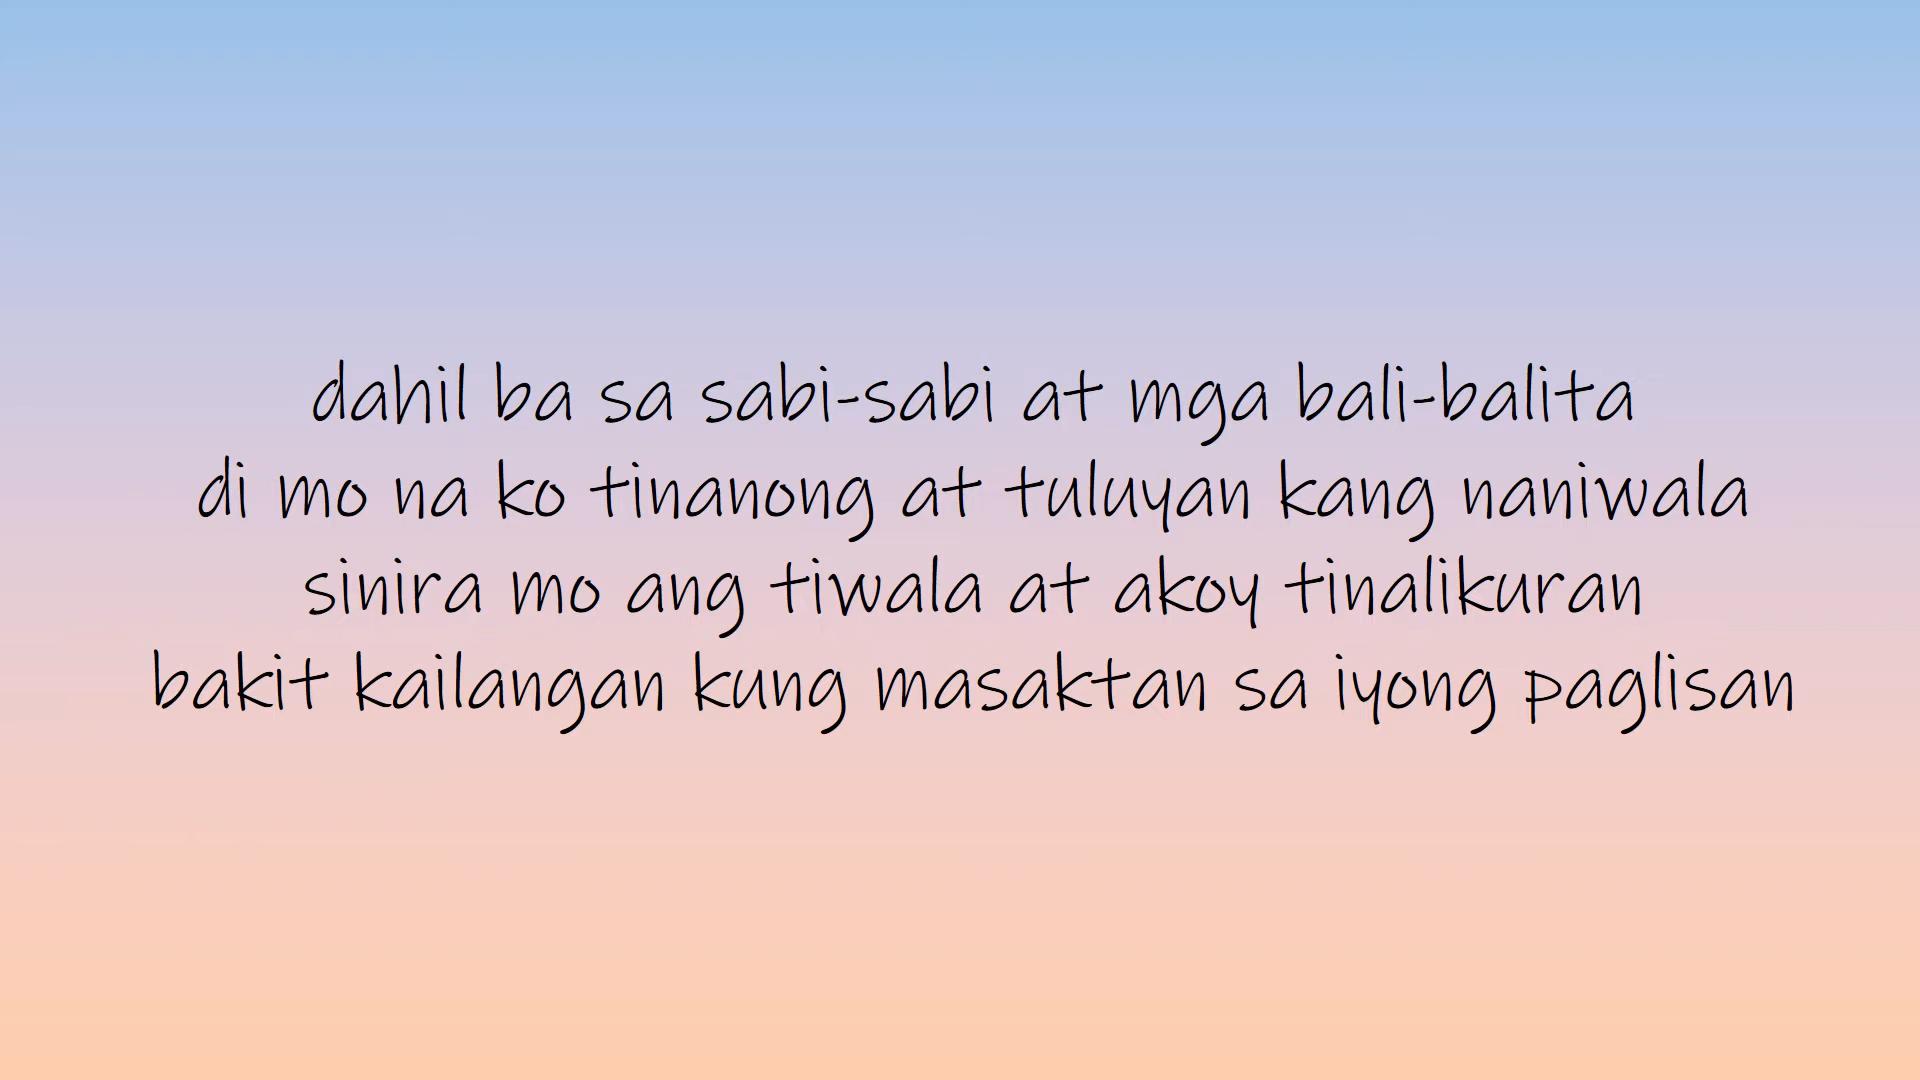 dahil ba sa sabi-sabi at mga bali-balita
di mo na ko tinanong at tuluyan kang naniwala
sinira mo ang tiwala at akoy tinalikuran
bakit kailangan kung masaktan sa iyong paglisan